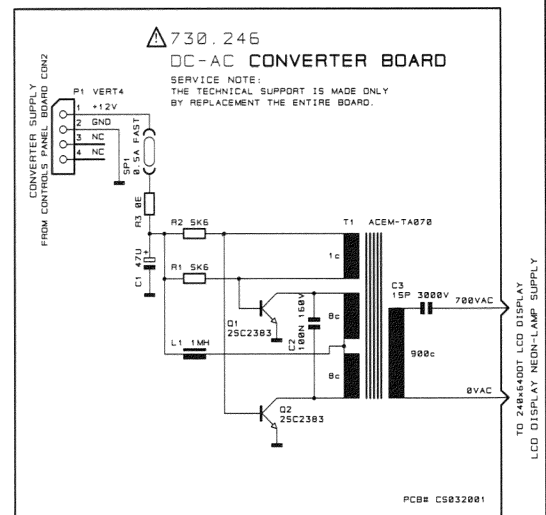 730.246
DC-AC CONVERTER BOARD
SERVICE NOTE:
THE TECHNICAL SUPPORT IS MADE ONLY
BY REPLACEMENT THE ENTIRE BOARD.
CONVERTER SUPPLY
FROM CONTROLS PANEL BOARD CON2
P1 VERT4
1 +12V
2 GND
3 NC
4 NC
SP1
0.5A FAST
R3 0E
C1 47U
+
R2 5K6
R1 5K6
L1 1MH
Q1
2SC2383
C2
100N 160V
Q2
2SC2383
T1 ACEM-TA070
1c
8c
8c
900c
C3
15P 3000V
700VAC
0VAC
TO 240x64DOT LCD DISPLAY
LCD DISPLAY NEON-LAMP SUPPLY
PCB# CS032001